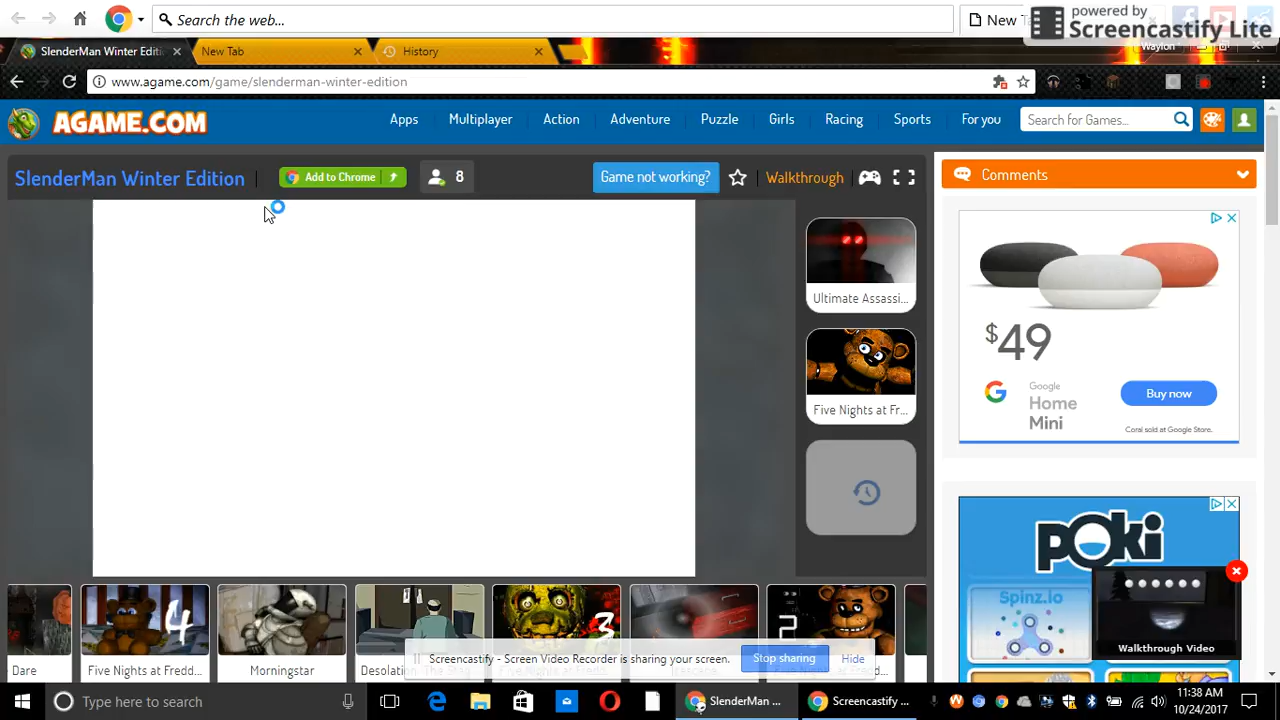 Search the web...
New
powered by
Screencastify Lite
SlenderMan Winter Editi
New Tab
History
Waylon
www.agame.com/game/slenderman-winter-edition
AGAME.COM
Apps
Multiplayer
Action
Adventure
Puzzle
Girls
Racing
Sports
For you
Search for Games...
SlenderMan Winter Edition
Add to Chrome
8
Game not working?
Walkthrough
Comments
Ultimate Assassi...
Five Nights at Fr...
$49
Google
Home
Mini
Buy now
Coral sold at Google Store.
POKI
Spinz.io
Walkthrough Video
4
3
2
Dare
Five Nights at Fredd...
Morningstar
Screencastify - Screen Video Recorder is sharing your screen.
Stop sharing
Hide
Type here to search
SlenderMan ...
Screencastify ...
11:38 AM
10/24/2017